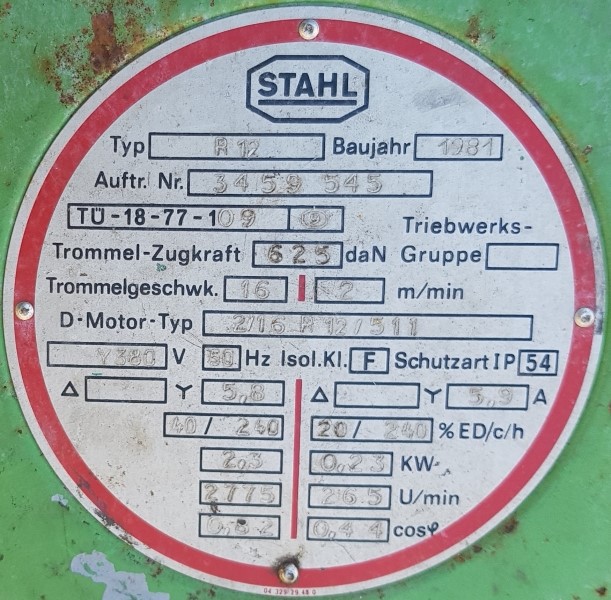 STAHL
Typ R 12 Baujahr 1981
Auftr. Nr. 3459 545
TÜ-18-77-109
Triebwerks-
Trommel-Zugkraft 625 daN Gruppe
Trommelgeschwk. 16 2 m/min
D-Motor-Typ 2/16 R 12/511
Y380 V 50 Hz Isol.Kl. F Schutzart IP 54
Δ Y 5,8 Δ Y 5,9 A
40/ 240 20/ 240 % ED/c/h
2,3 0,23 KW
2775 265 U/min
0,44 cosφ